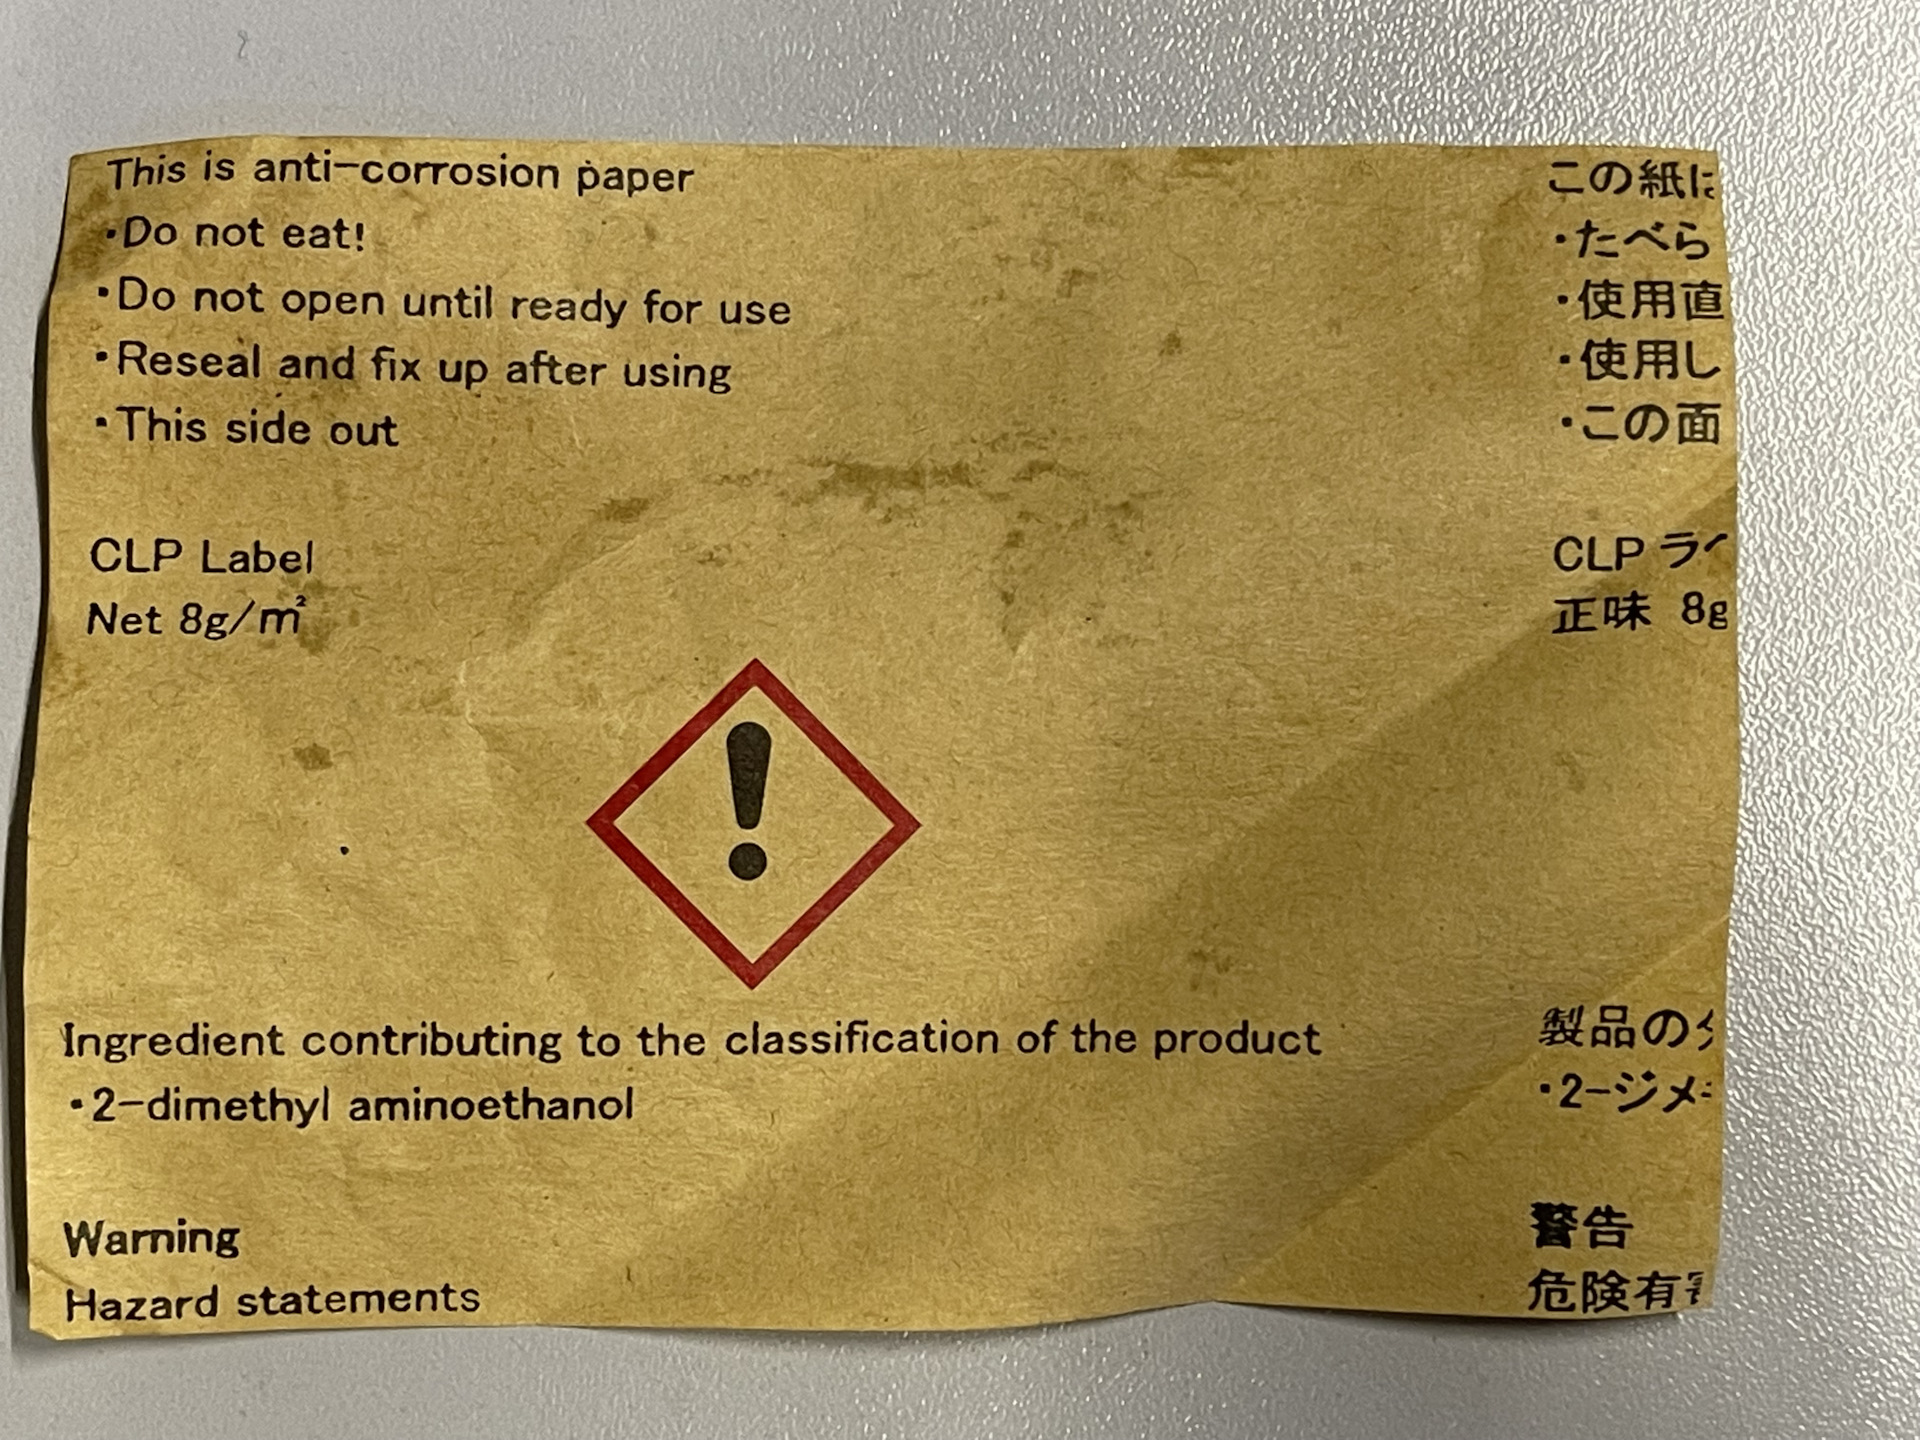 This is anti-corrosion paper
・Do not eat!
・Do not open until ready for use
・Reseal and fix up after using
・This side out
CLP Label
Net 8g/㎡
Ingredient contributing to the classification of the product
・2-dimethyl aminoethanol
Warning
Hazard statements
この紙に
・たべら
・使用直
・使用し
・この面
CLP ラ
正味 8g
製品の
・2-ジメ
警告
危険有